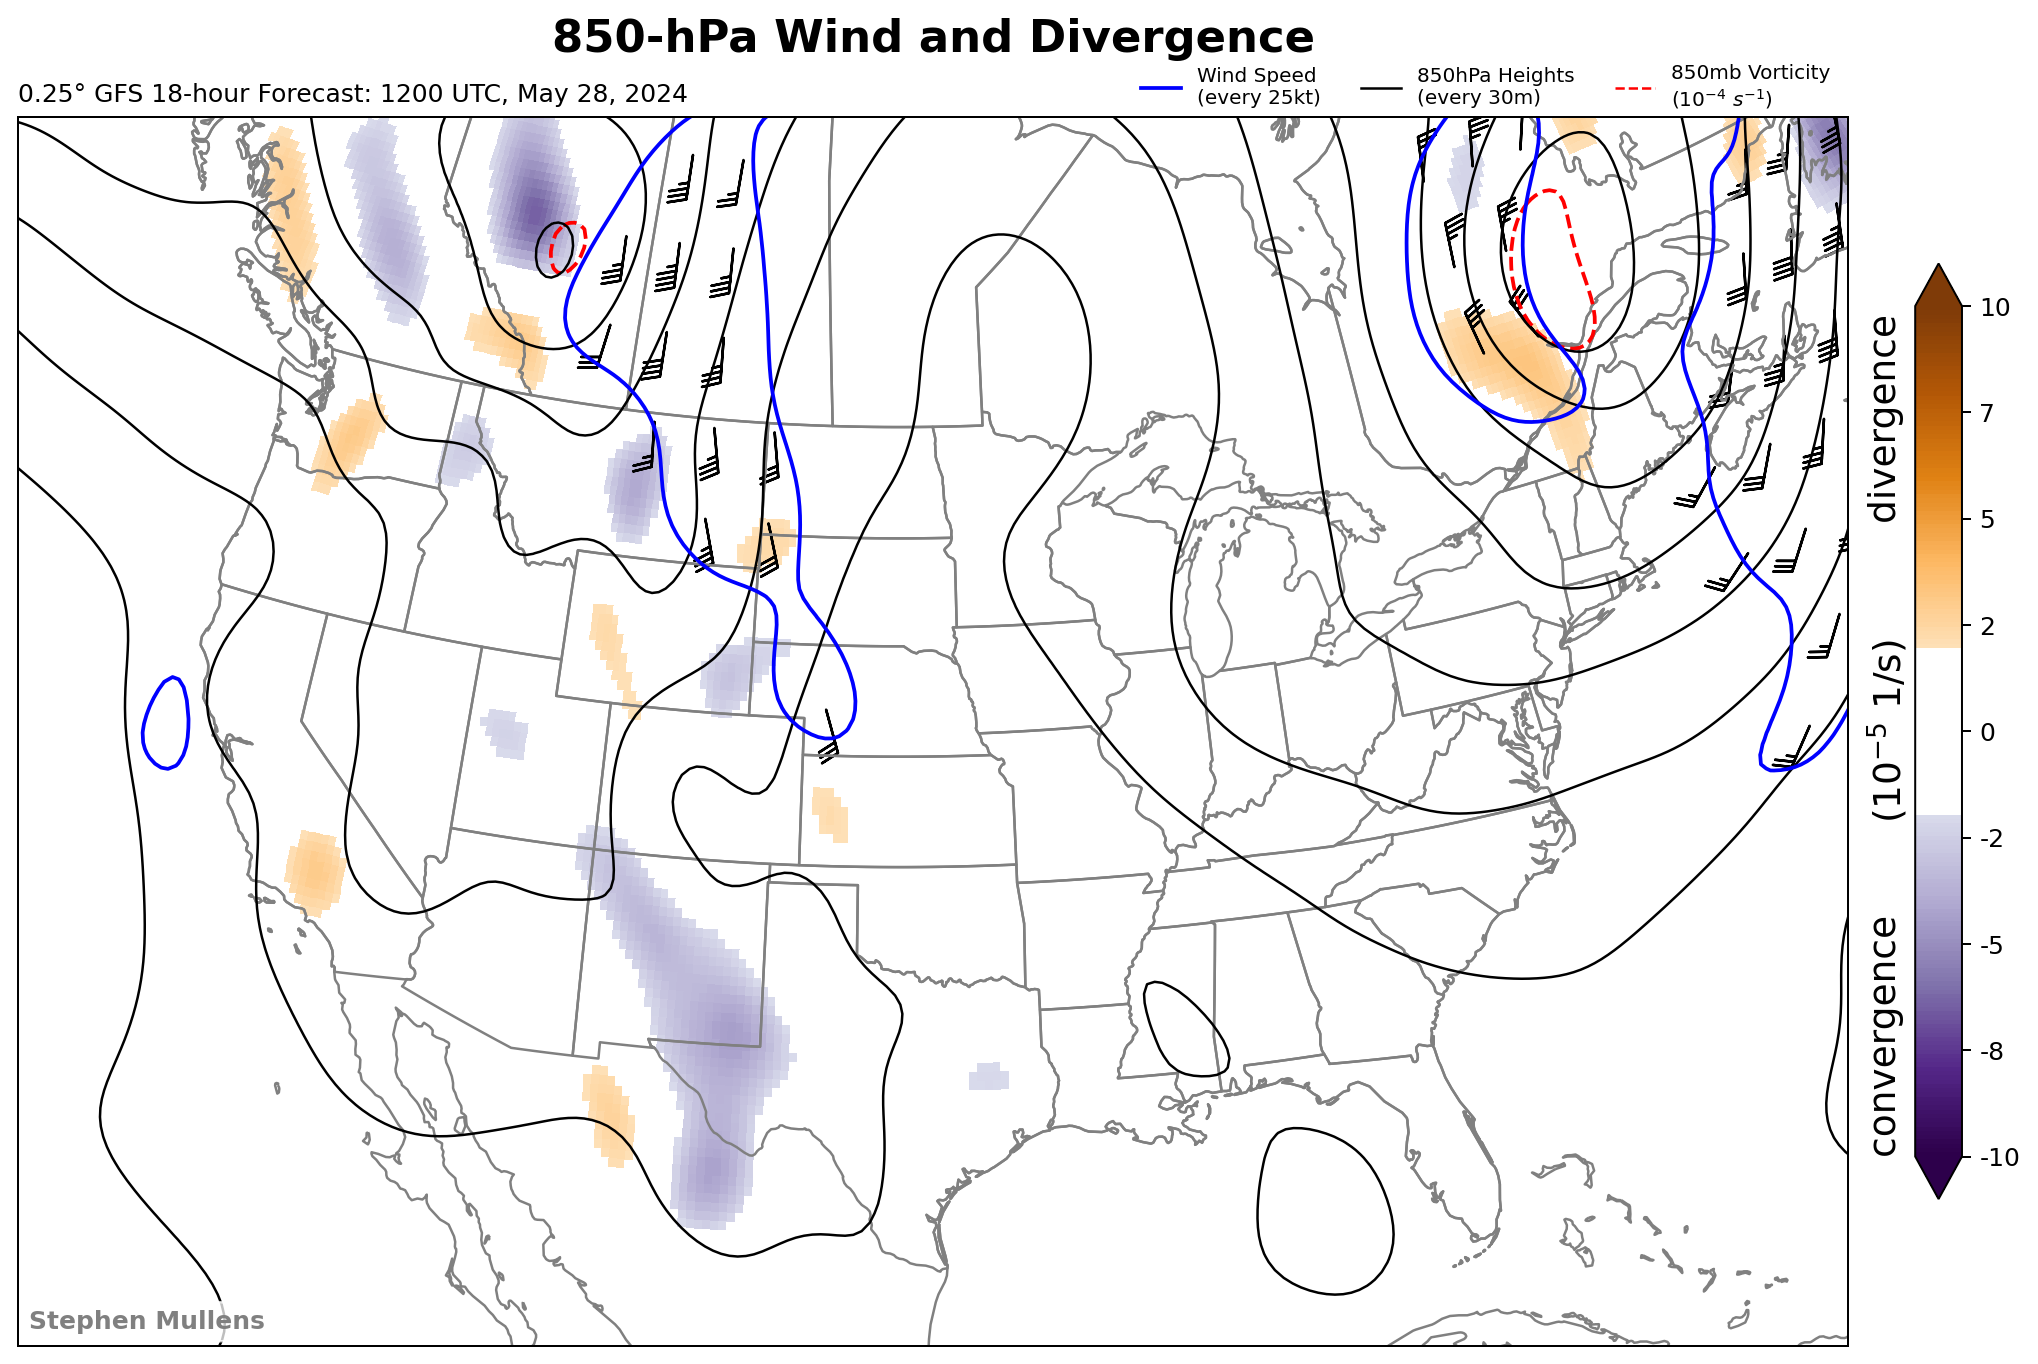 850-hPa Wind and Divergence
0.25° GFS 18-hour Forecast: 1200 UTC, May 28, 2024
Wind Speed
(every 25kt)
850hPa Heights
(every 30m)
850mb Vorticity
(10⁻⁴ s⁻¹)
10
7
5
2
0
-2
-5
-8
-10
convergence (10⁻⁵ 1/s) divergence
Stephen Mullens